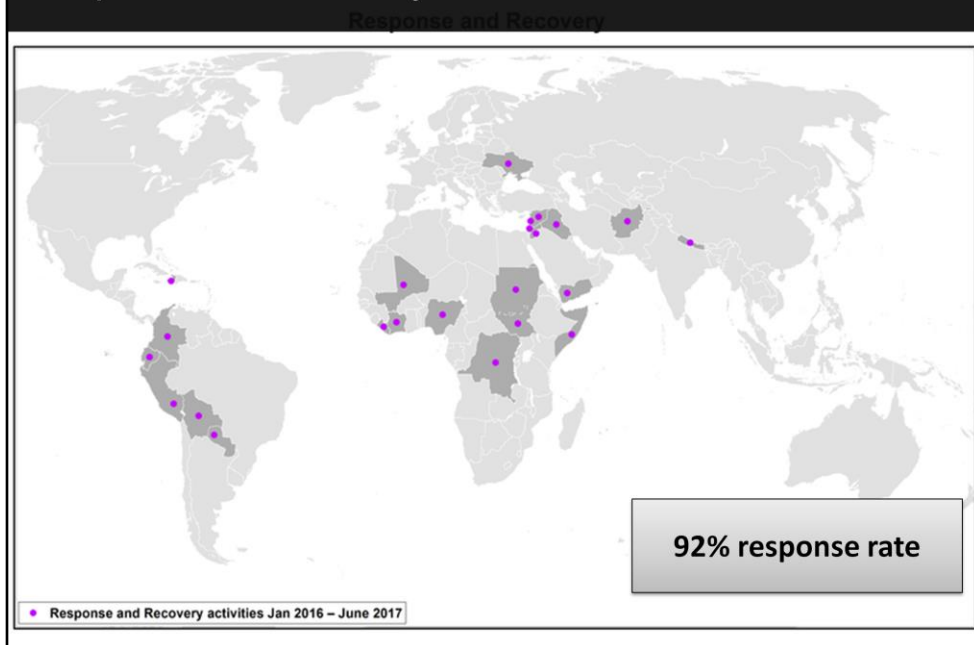 Response and Recovery
92% response rate
Response and Recovery activities Jan 2016 – June 2017